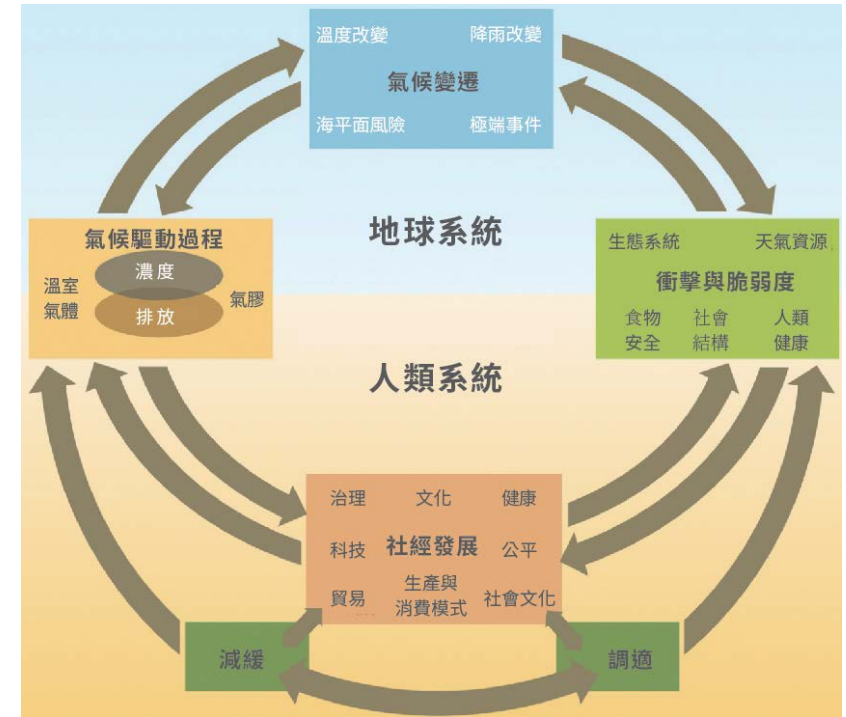 溫度改變 降雨改變
氣候變遷
海平面風險 極端事件
地球系統
氣候驅動過程
濃度
溫室
氣體
氣膠
排放
生態系統 天氣資源
衝擊與脆弱度
食物 社會 人類
安全 結構 健康
人類系統
治理 文化 健康
科技 社經發展 公平
貿易 生產與
消費模式 社會文化
減緩 調適